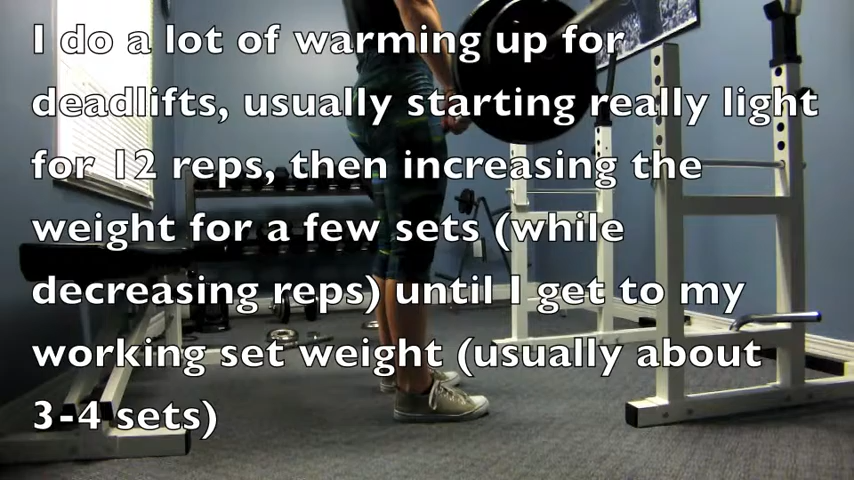 I do a lot of warming up for
deadlifts, usually starting really light
for 12 reps, then increasing the
weight for a few sets (while
decreasing reps) until I get to my
working set weight (usually about
3-4 sets)